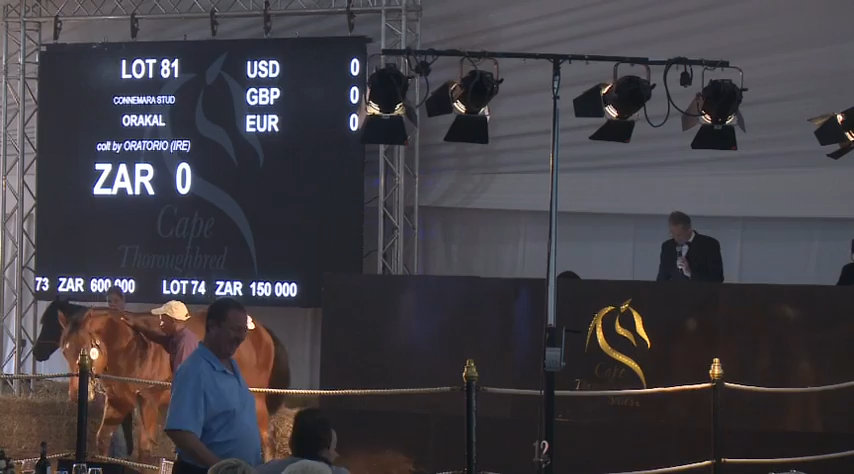 LOT 81 USD 0
CONNEMARA STUD GBP 0
ORAKAL EUR 0
colt by ORATORIO (IRE)
ZAR 0
Cape
Thoroughbred
73 ZAR 600 000 LOT 74 ZAR 150 000
Cape
12